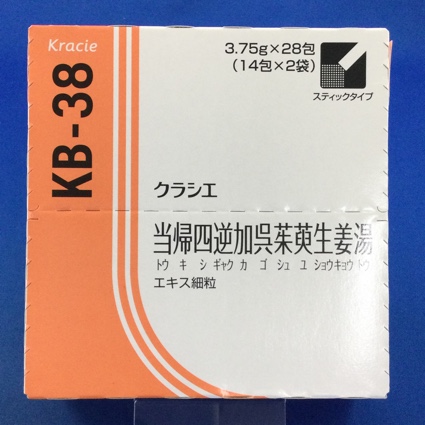 Kracie
KB-38
3.75g×28包
(14包×2袋)
スティックタイプ
クラシエ
当帰四逆加呉茱萸生姜湯
トウ キ シ ギャク カ ゴ シュ ユ ショウキョウ トウ
エキス細粒